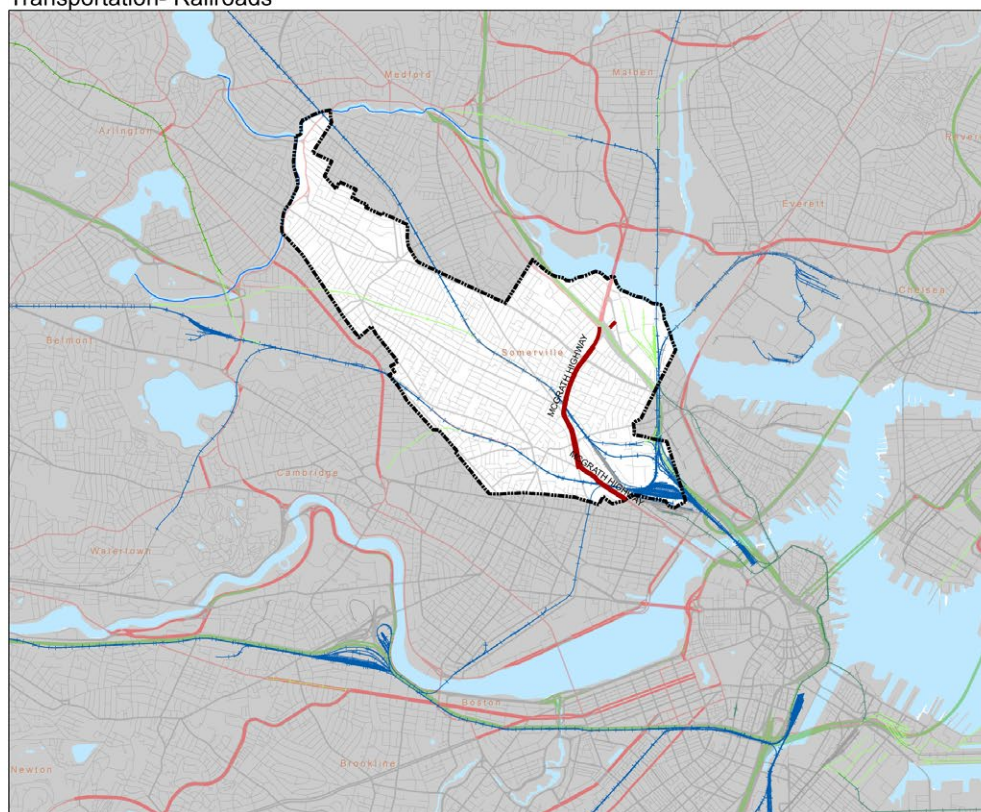 Transportation- Railroads
Medford
Malden
Arlington
Revere
Everett
Chelsea
Belmont
Somerville
MCGRATH HIGHWAY
MCGRATH HIGHWAY
Cambridge
Watertown
Boston
Brookline
Newton